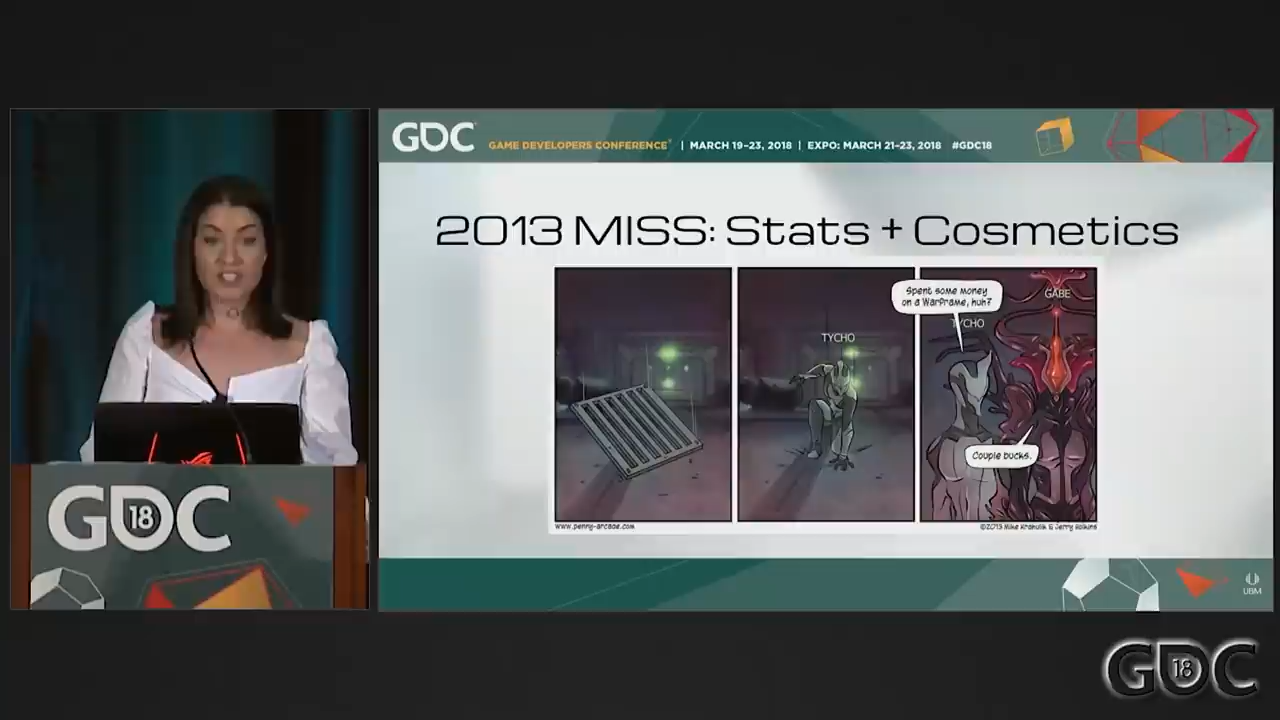 GDC
GAME DEVELOPERS CONFERENCE® | MARCH 19–23, 2018 | EXPO: MARCH 21–23, 2018 #GDC18
2013 MISS: Stats + Cosmetics
TYCHO
Spent some money
on a Warframe, huh?
GABE
TYCHO
Couple bucks.
www.penny-arcade.com
©2013 Mike Krahulik & Jerry Holkins
GDC
18
UBM
GDC
18